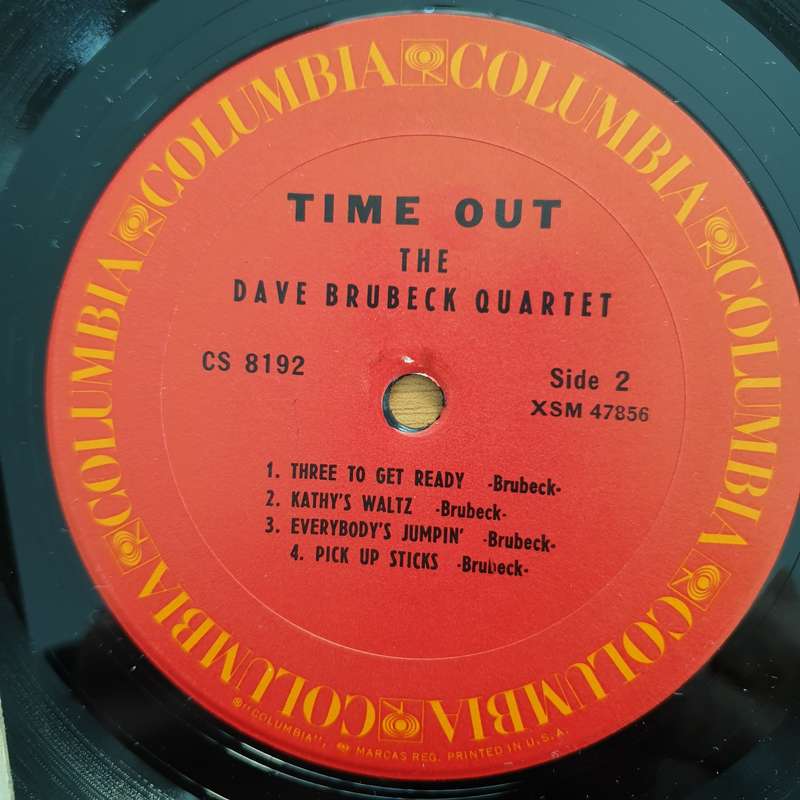 COLUMBIA COLUMBIA COLUMBIA COLUMBIA COLUMBIA COLUMBIA COLUMBIA COLUMBIA
TIME OUT
THE
DAVE BRUBECK QUARTET
CS 8192
Side 2
XSM 47856
1. THREE TO GET READY -Brubeck-
2. KATHY'S WALTZ -Brubeck-
3. EVERYBODY'S JUMPIN' -Brubeck-
4. PICK UP STICKS -Brubeck-
®"COLUMBIA", ® MARCAS REG. PRINTED IN U.S.A.